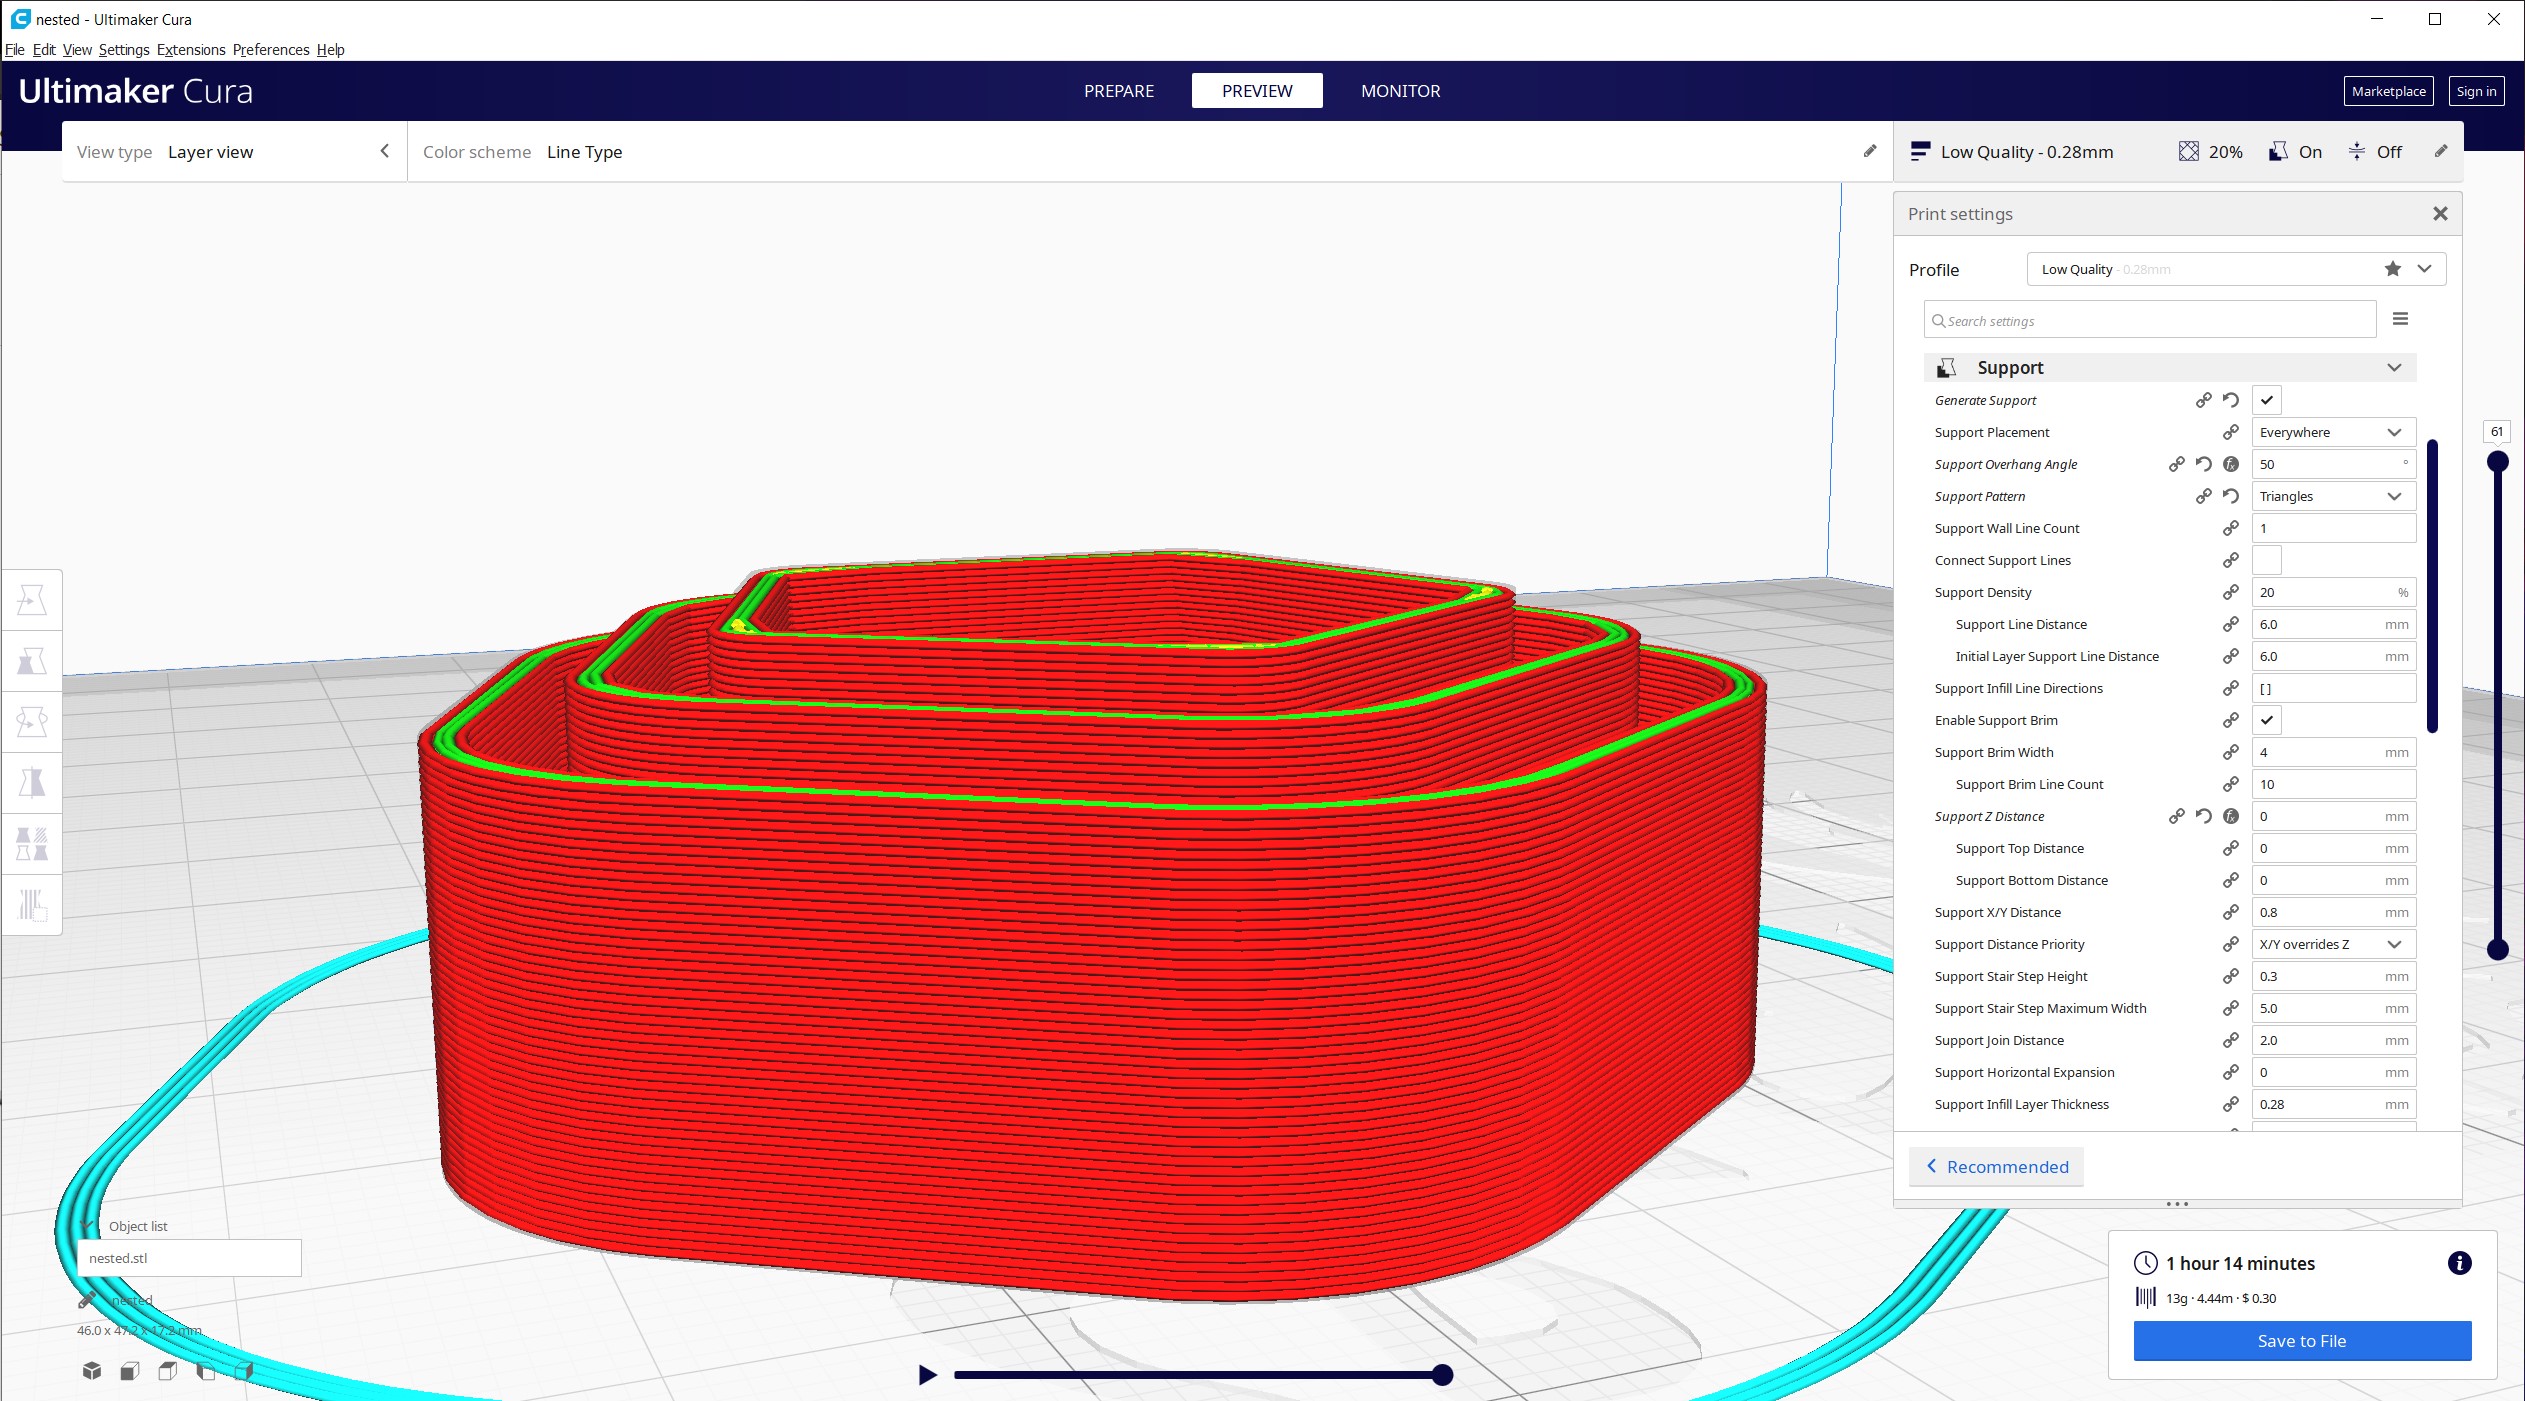 nested - Ultimaker Cura
File Edit View Settings Extensions Preferences Help
Ultimaker Cura
PREPARE
PREVIEW
MONITOR
Marketplace
Sign in
View type Layer view
Color scheme Line Type
Low Quality - 0.28mm
20%
On
Off
Print settings
Profile
Low Quality - 0.28mm
Search settings
Support
Generate Support
Support Placement Everywhere
Support Overhang Angle 50 °
Support Pattern Triangles
Support Wall Line Count 1
Connect Support Lines
Support Density 20 %
Support Line Distance 6.0 mm
Initial Layer Support Line Distance 6.0 mm
Support Infill Line Directions [ ]
Enable Support Brim
Support Brim Width 4 mm
Support Brim Line Count 10
Support Z Distance 0 mm
Support Top Distance 0 mm
Support Bottom Distance 0 mm
Support X/Y Distance 0.8 mm
Support Distance Priority X/Y overrides Z
Support Stair Step Height 0.3 mm
Support Stair Step Maximum Width 5.0 mm
Support Join Distance 2.0 mm
Support Horizontal Expansion 0 mm
Support Infill Layer Thickness 0.28 mm
Recommended
61
Object list
nested.stl
nested
46.0 x 47.2 x 17.2 mm
1 hour 14 minutes
13g · 4.44m · $ 0.30
Save to File